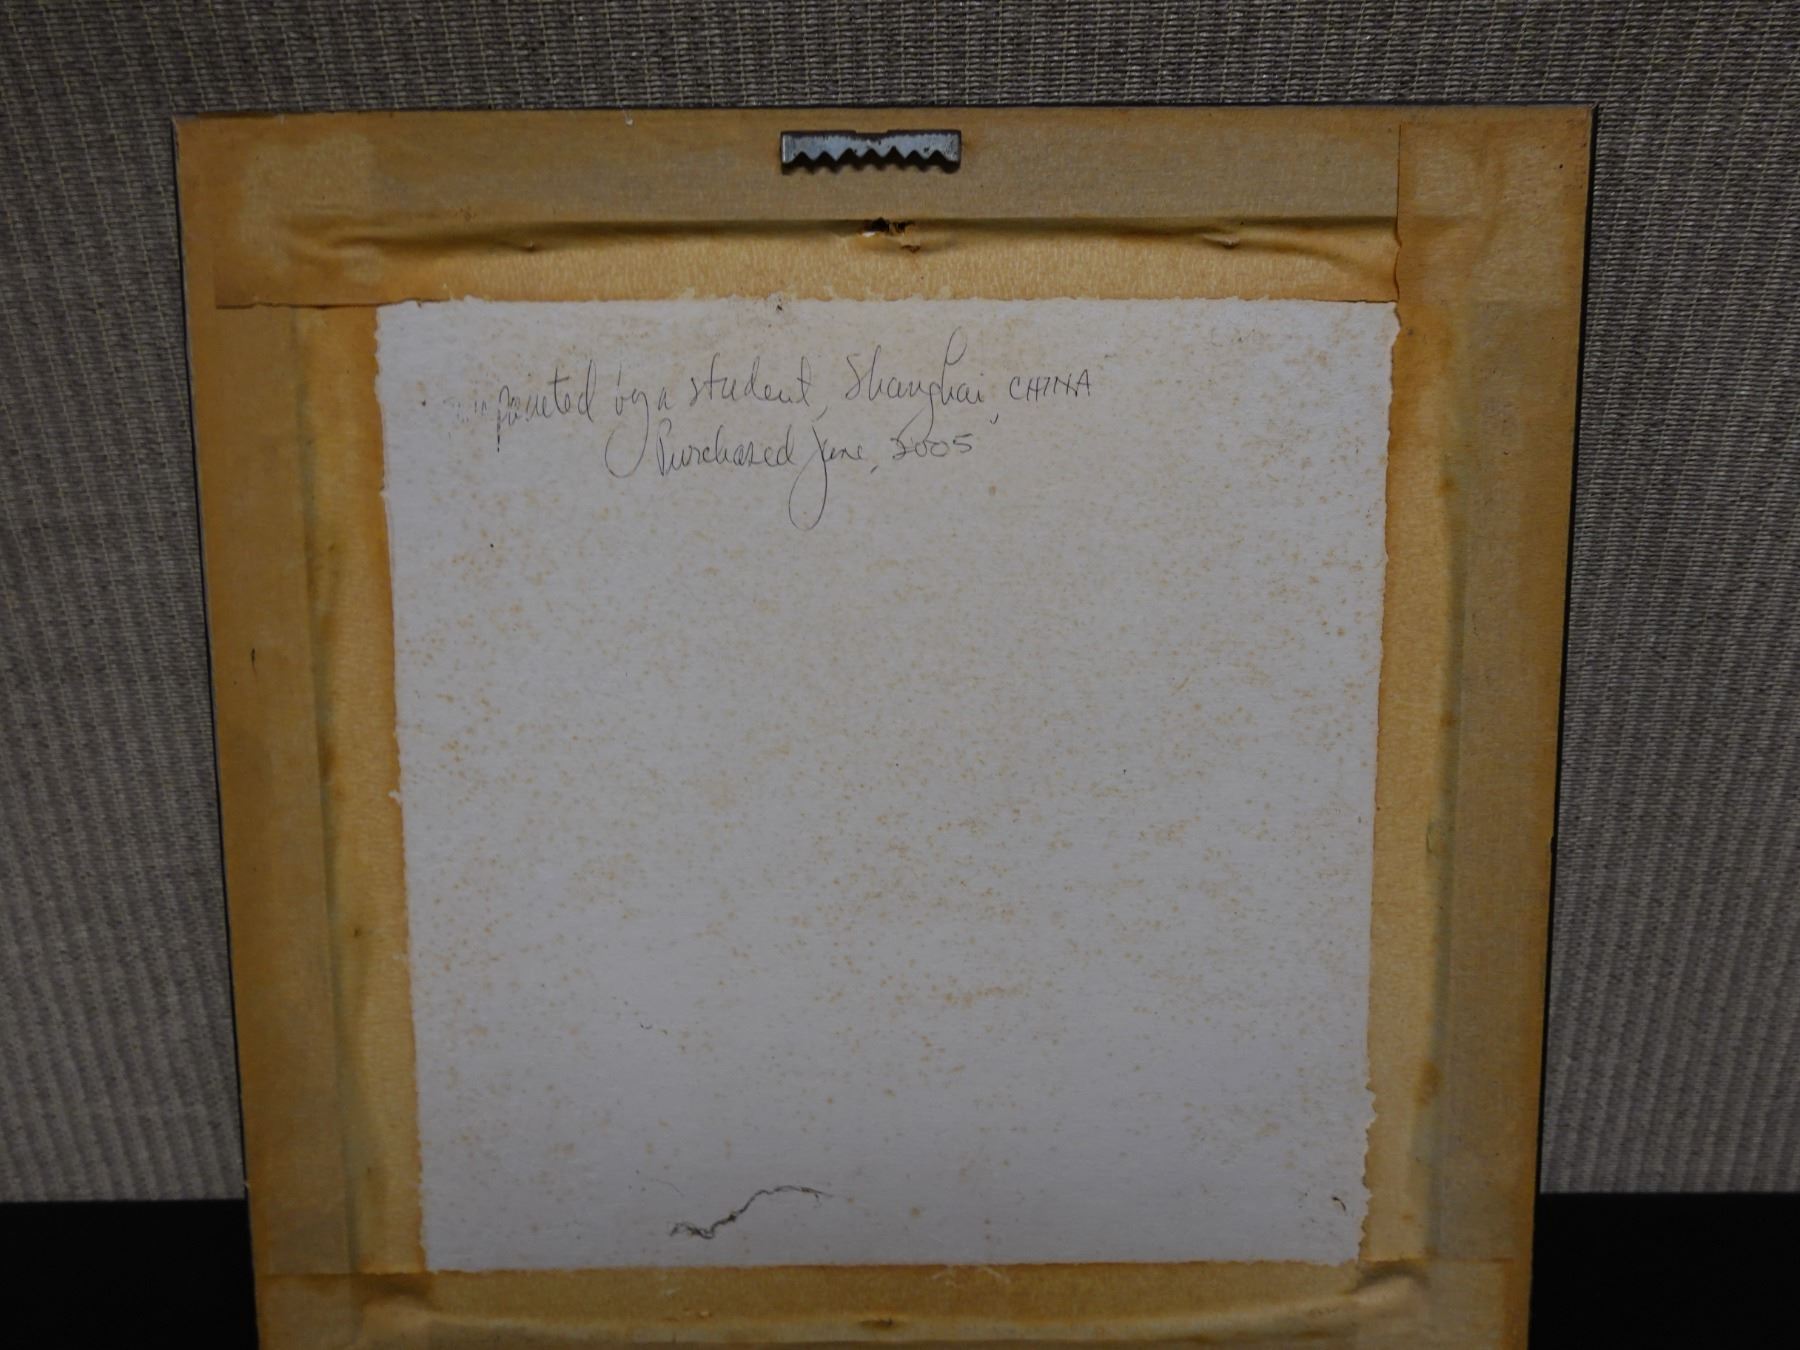 painted by a student, Shanghai, CHINA
Purchased June, 2005